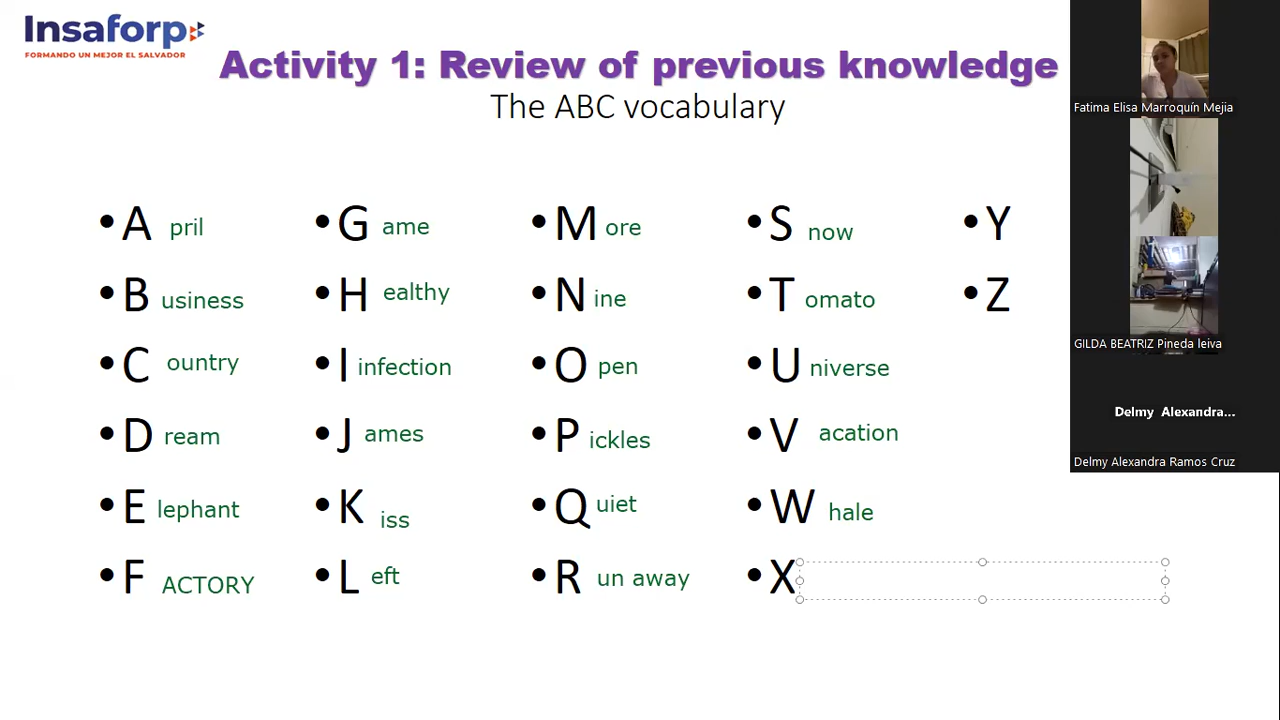 Insaforp
FORMANDO UN MEJOR EL SALVADOR
Activity 1: Review of previous knowledge
The ABC vocabulary
•A pril
•B usiness
•C ountry
•D ream
•E lephant
•F ACTORY
•G ame
•H ealthy
•I infection
•J ames
•K iss
•L eft
•M ore
•N ine
•O pen
•P ickles
•Q uiet
•R un away
•S now
•T omato
•U niverse
•V acation
•W hale
•X
•Y
•Z
Fatima Elisa Marroquín Mejia
GILDA BEATRIZ Pineda leiva
Delmy Alexandra...
Delmy Alexandra Ramos Cruz